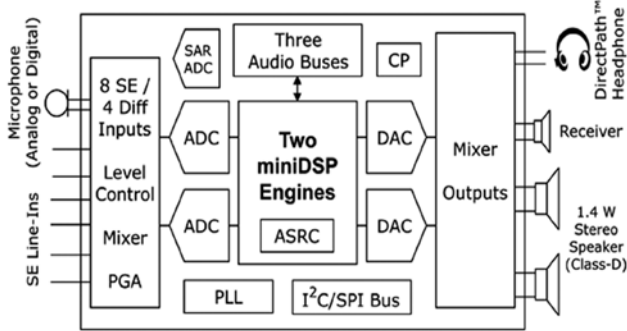 Microphone
(Analog or Digital)
SE Line-Ins
8 SE /
4 Diff
Inputs
Level
Control
Mixer
PGA
SAR
ADC
Three
Audio Buses
CP
ADC
ADC
Two
miniDSP
Engines
ASRC
DAC
DAC
PLL
I²C/SPI Bus
Mixer
Outputs
DirectPath™
Headphone
Receiver
1.4 W
Stereo
Speaker
(Class-D)